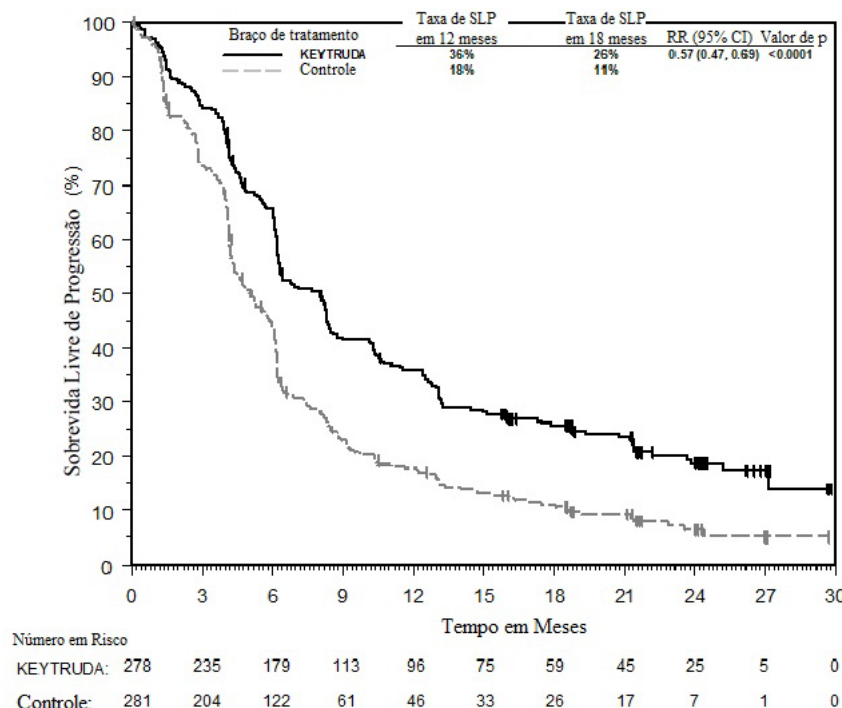 Taxa de SLP Taxa de SLP
Braço de tratamento em 12 meses em 18 meses RR (95% CI) Valor de p
KEYTRUDA 36% 26% 0.57 (0.47, 0.69) <0.0001
Controle 18% 11%
100
90
80
70
60
50
40
30
20
10
0
Sobrevida Livre de Progressão (%)
0 3 6 9 12 15 18 21 24 27 30
Tempo em Meses
Número em Risco
KEYTRUDA: 278 235 179 113 96 75 59 45 25 5 0
Controle: 281 204 122 61 46 33 26 17 7 1 0